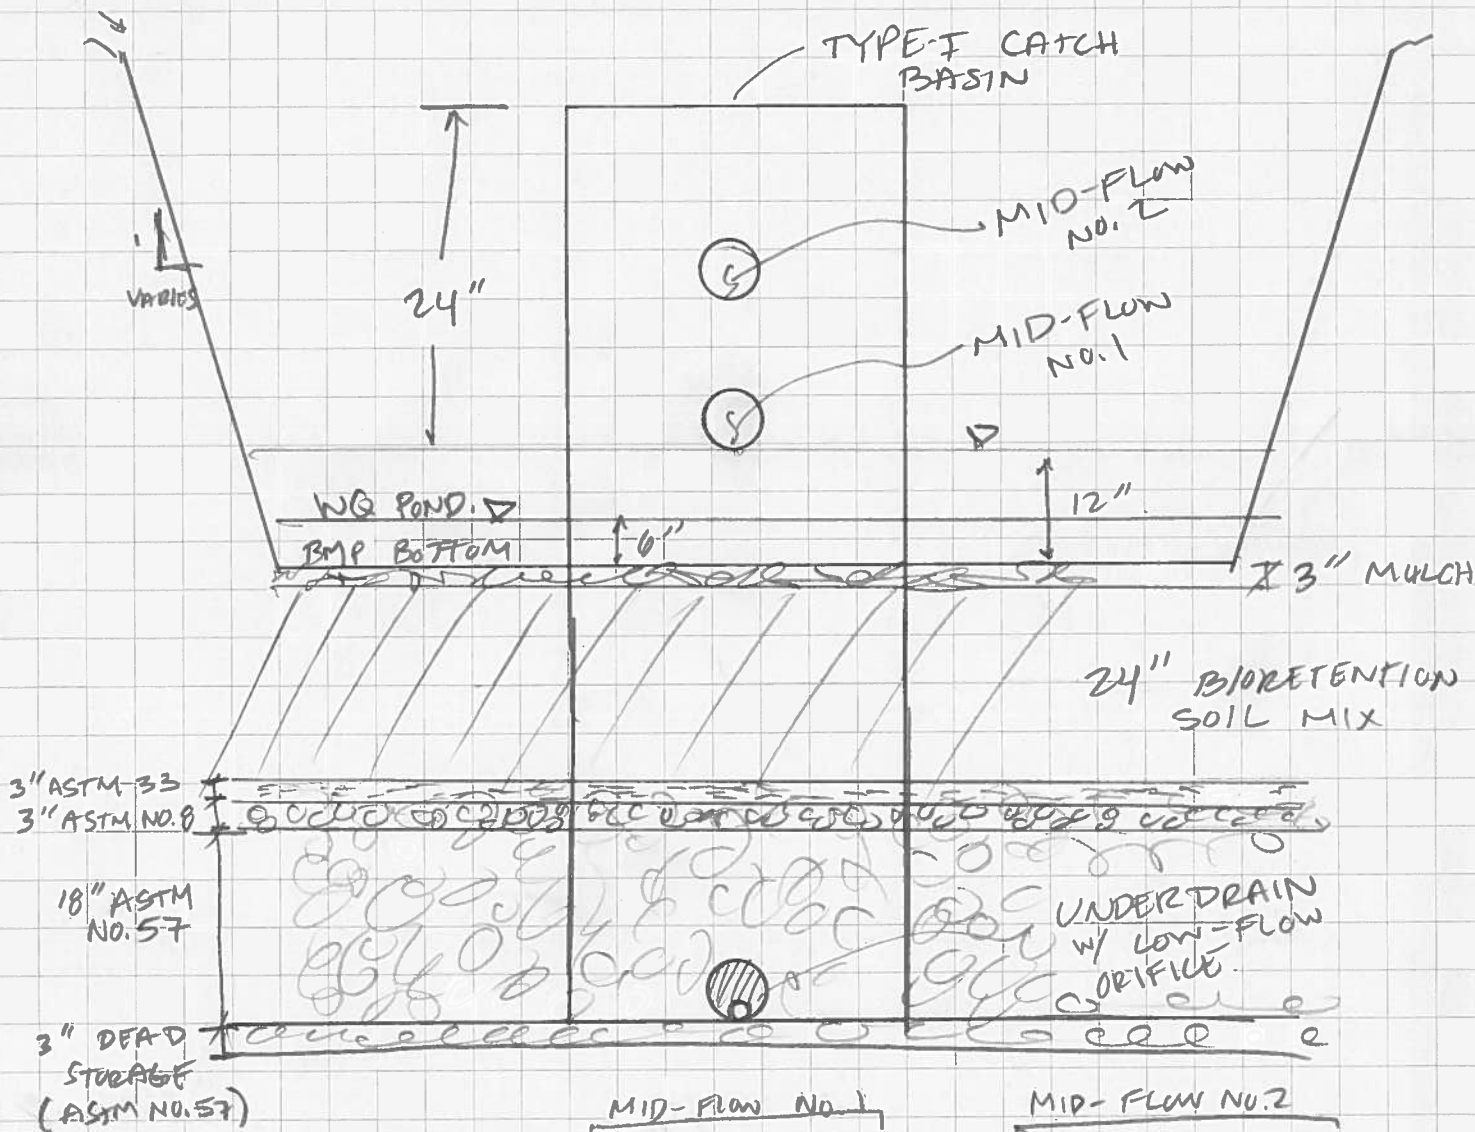 TYPE-I CATCH
BASIN
MID-FLOW
NO. 2
24"
1
VARIES
MID-FLOW
NO. 1
WQ POND.
6"
12"
BMP BOTTOM
3" MULCH
24" BIORETENTION
SOIL MIX
3" ASTM-33
3" ASTM NO. 8
18" ASTM
NO. 57
UNDERDRAIN
W/ LOW-FLOW
ORIFICE.
3" DEAD
STORAGE
(ASTM NO. 57)
MID-FLOW NO. 1
MID-FLOW NO. 2